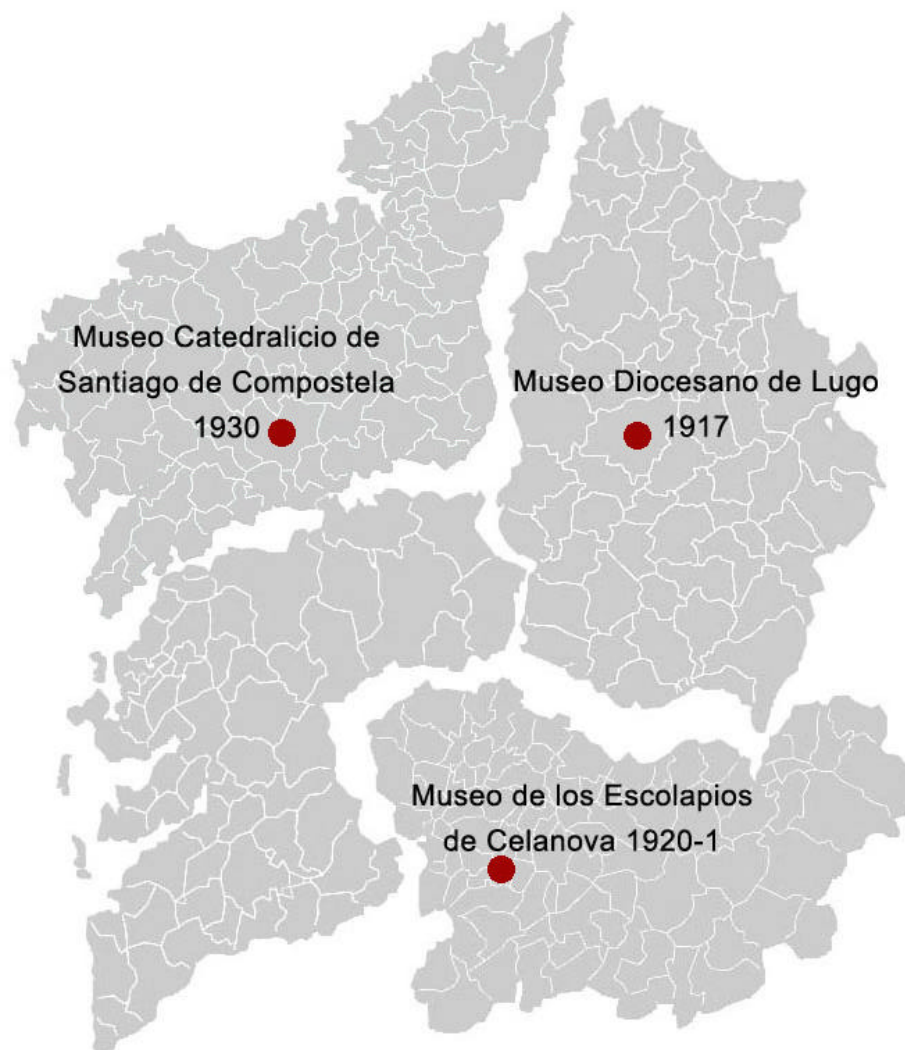 Museo Catedralicio de
Santiago de Compostela
1930
Museo Diocesano de Lugo
1917
Museo de los Escolapios
de Celanova 1920-1